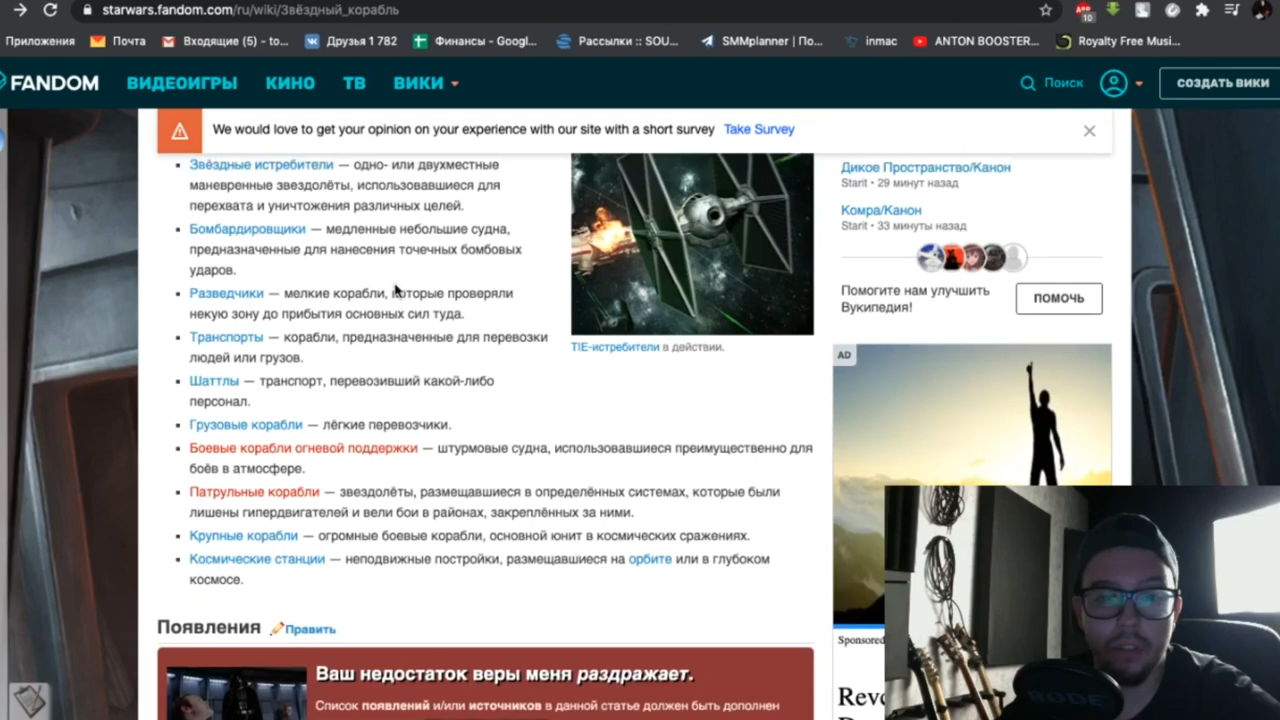 starwars.fandom.com/ru/wiki/Звёздный_корабль
10
Приложения Почта Входящие (5) - to... Друзья 1 782 Финансы - Googl... Рассылки :: SOU... SMMplanner | По... inmac ANTON BOOSTER... Royalty Free Musi...
FANDOM ВИДЕОИГРЫ КИНО ТВ ВИКИ Поиск СОЗДАТЬ ВИКИ
We would love to get your opinion on your experience with our site with a short survey Take Survey
Звёздные истребители — одно- или двухместные
маневренные звездолёты, использовавшиеся для
перехвата и уничтожения различных целей.
Бомбардировщики — медленные небольшие судна,
предназначенные для нанесения точечных бомбовых
ударов.
Разведчики — мелкие корабли, которые проверяли
некую зону до прибытия основных сил туда.
Транспорты — корабли, предназначенные для перевозки
людей или грузов.
Шаттлы — транспорт, перевозивший какой-либо
персонал.
Грузовые корабли — лёгкие перевозчики.
Боевые корабли огневой поддержки — штурмовые судна, использовавшиеся преимущественно для
боёв в атмосфере.
Патрульные корабли — звездолёты, размещавшиеся в определённых системах, которые были
лишены гипердвигателей и вели бои в районах, закреплённых за ними.
Крупные корабли — огромные боевые корабли, основной юнит в космических сражениях.
Космические станции — неподвижные постройки, размещавшиеся на орбите или в глубоком
космосе.
TIE-истребители в действии.
Появления Править
Ваш недостаток веры меня раздражает.
Список появлений и/или источников в данной статье должен быть дополнен
Дикое Пространство/Канон
Starit • 29 минут назад
Комра/Канон
Starit • 33 минуты назад
Помогите нам улучшить
Вукипедия!
ПОМОЧЬ
AD
Sponsored
RODE